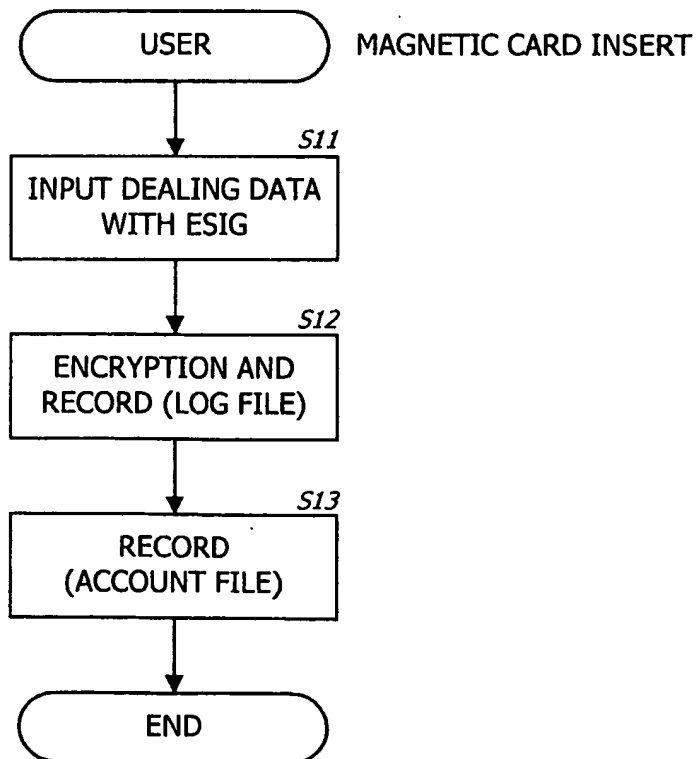 USER
MAGNETIC CARD INSERT
S11
INPUT DEALING DATA
WITH ESIG
S12
ENCRYPTION AND
RECORD (LOG FILE)
S13
RECORD
(ACCOUNT FILE)
END